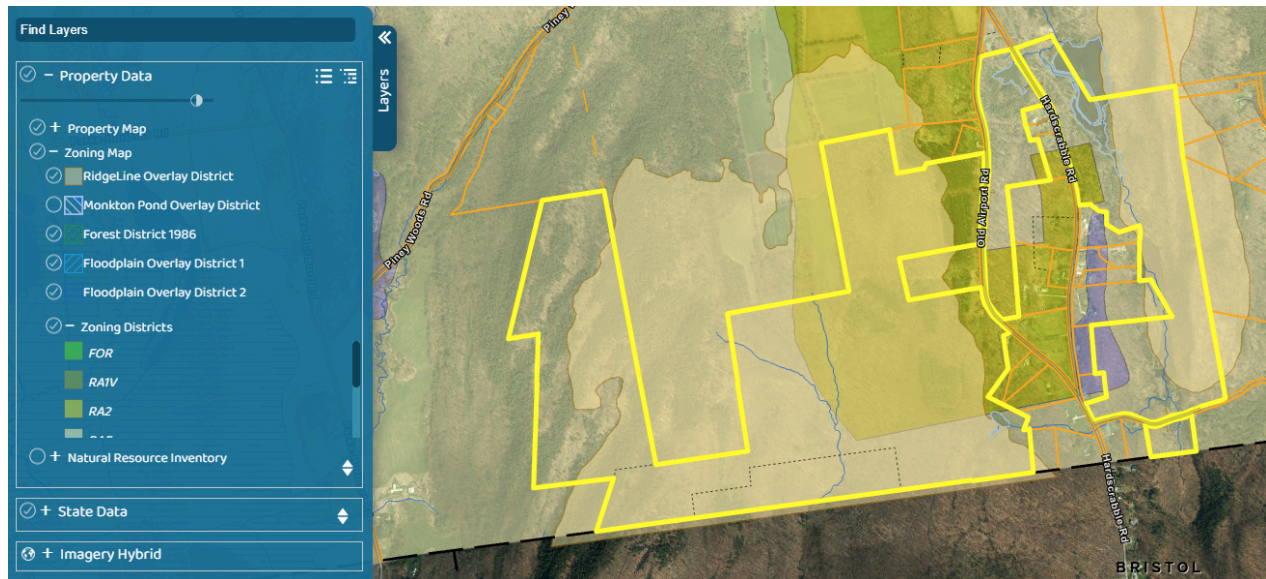 Find Layers
Property Data
Property Map
Zoning Map
RidgeLine Overlay District
Monkton Pond Overlay District
Forest District 1986
Floodplain Overlay District 1
Floodplain Overlay District 2
Zoning Districts
FOR
RA1V
RA2
Natural Resource Inventory
State Data
Imagery Hybrid
Layers
Piney Woods Rd
Old Airport Rd
Hardscrabble Rd
Hardscrabble Rd
BRISTOL